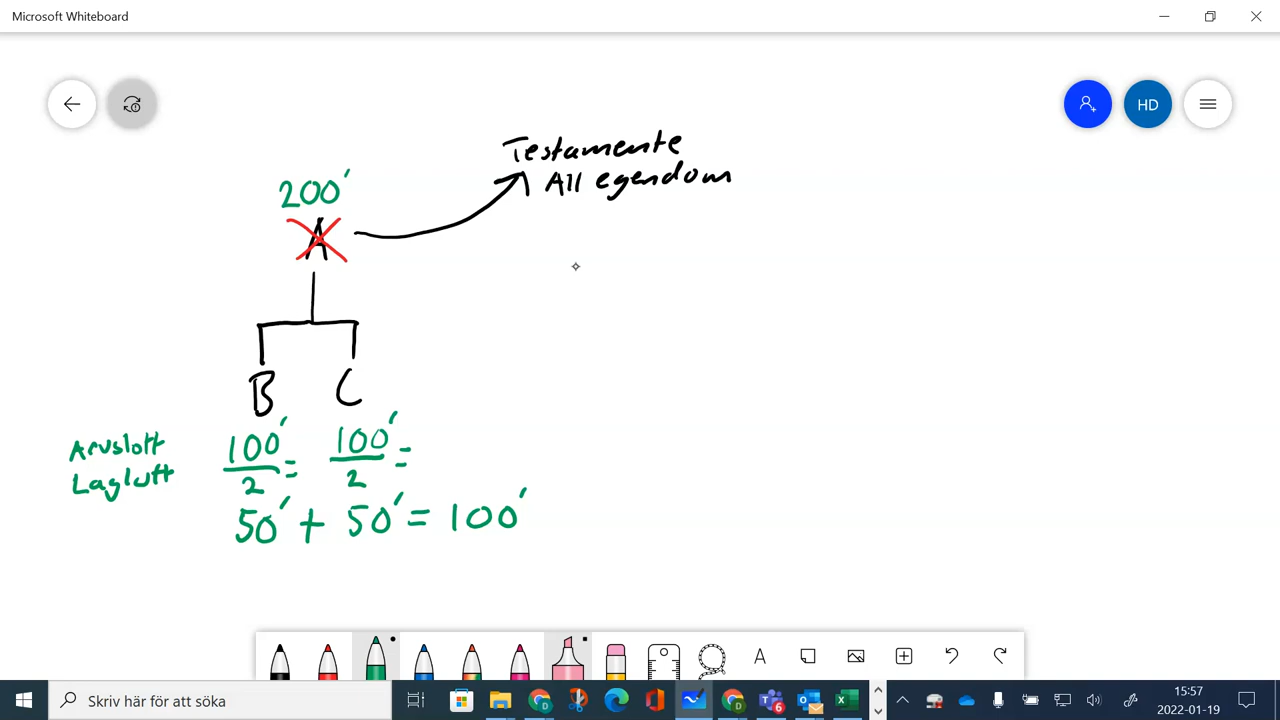 Microsoft Whiteboard
HD
Testamente
All egendom
200'
A
B C
Arvslott 100' 100'
Laglott 2 = 2 =
50' + 50' = 100'
A
Skriv här för att söka
6
15:57
2022-01-19